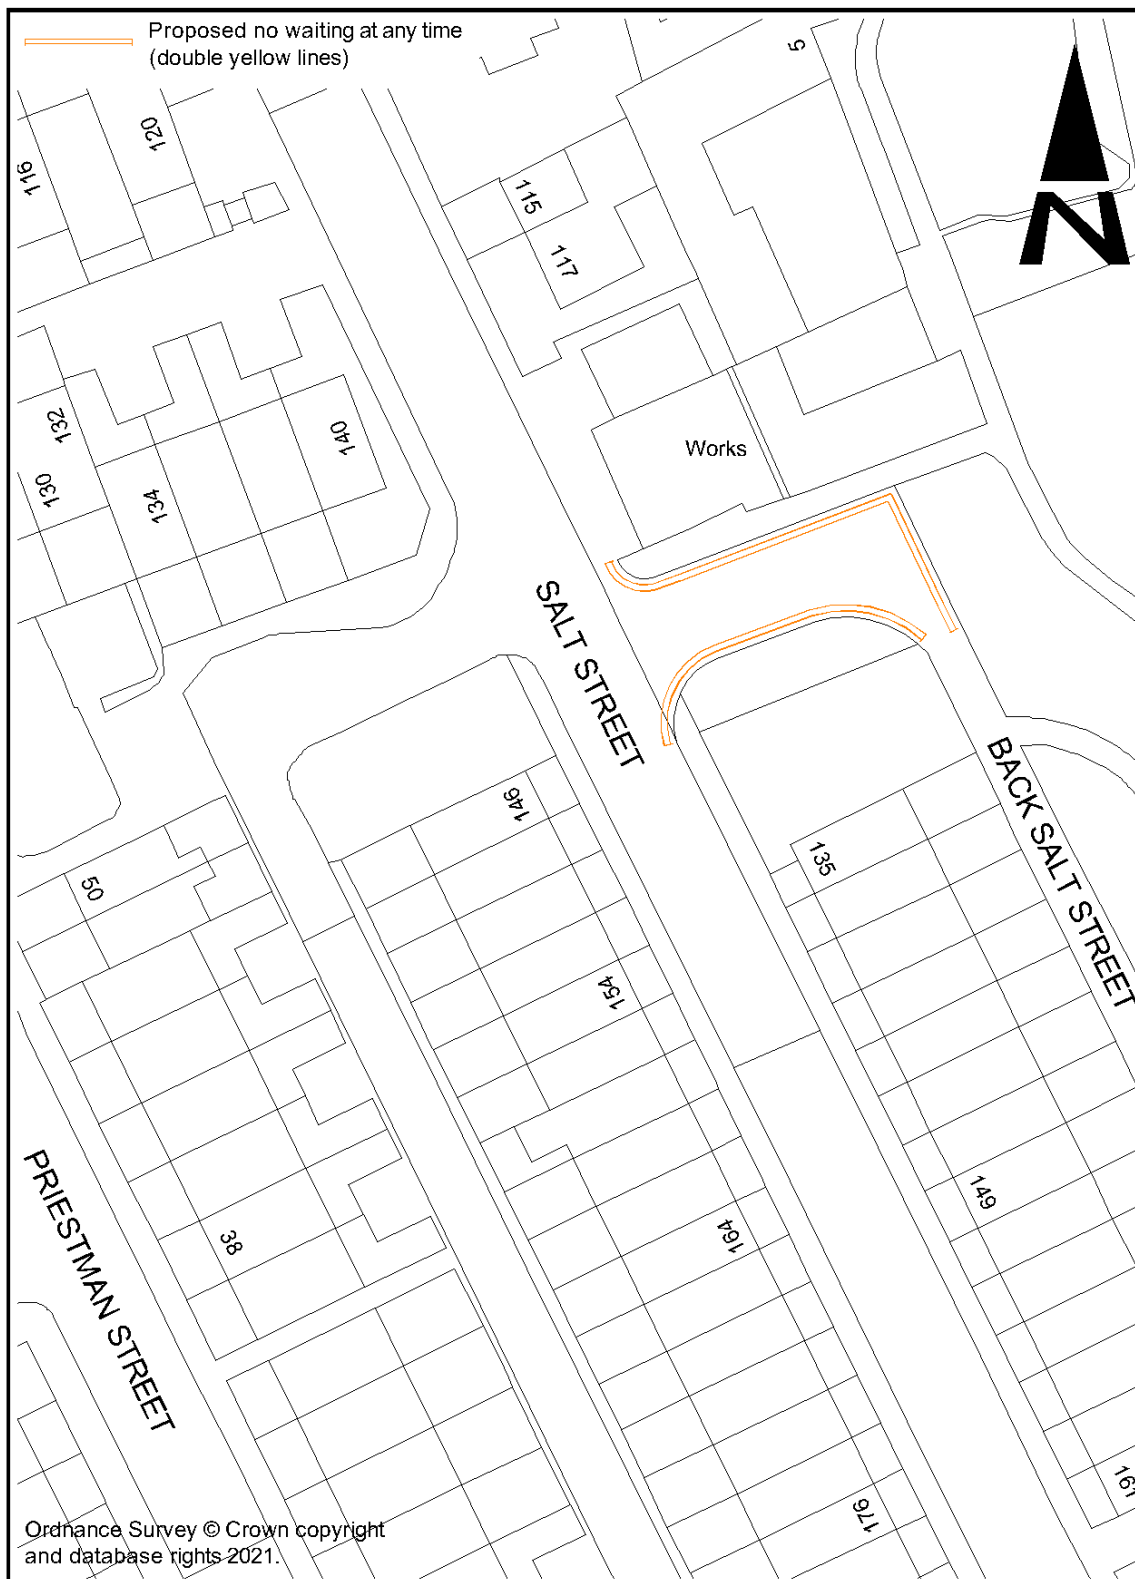 Proposed no waiting at any time
(double yellow lines)
5
N
120
116
115
117
132
140
130
134
Works
SALT STREET
146
BACK SALT STREET
135
50
154
149
PRIESTMAN STREET
38
164
161
176
Ordnance Survey © Crown copyright
and database rights 2021.